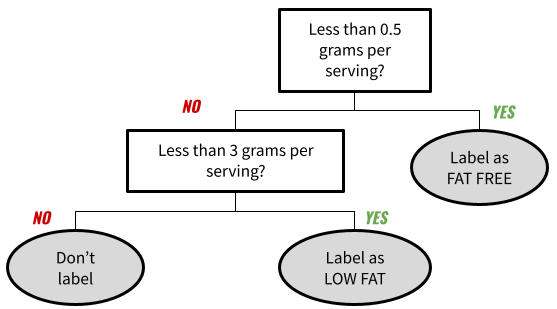 Less than 0.5
grams per
serving?
NO
YES
Less than 3 grams per
serving?
Label as
FAT FREE
NO
YES
Don’t
label
Label as
LOW FAT